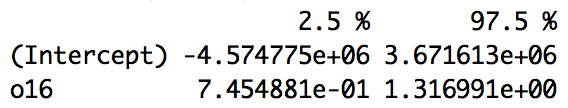 2.5 % 97.5 %
(Intercept) -4.574775e+06 3.671613e+06
o16 7.454881e-01 1.316991e+00